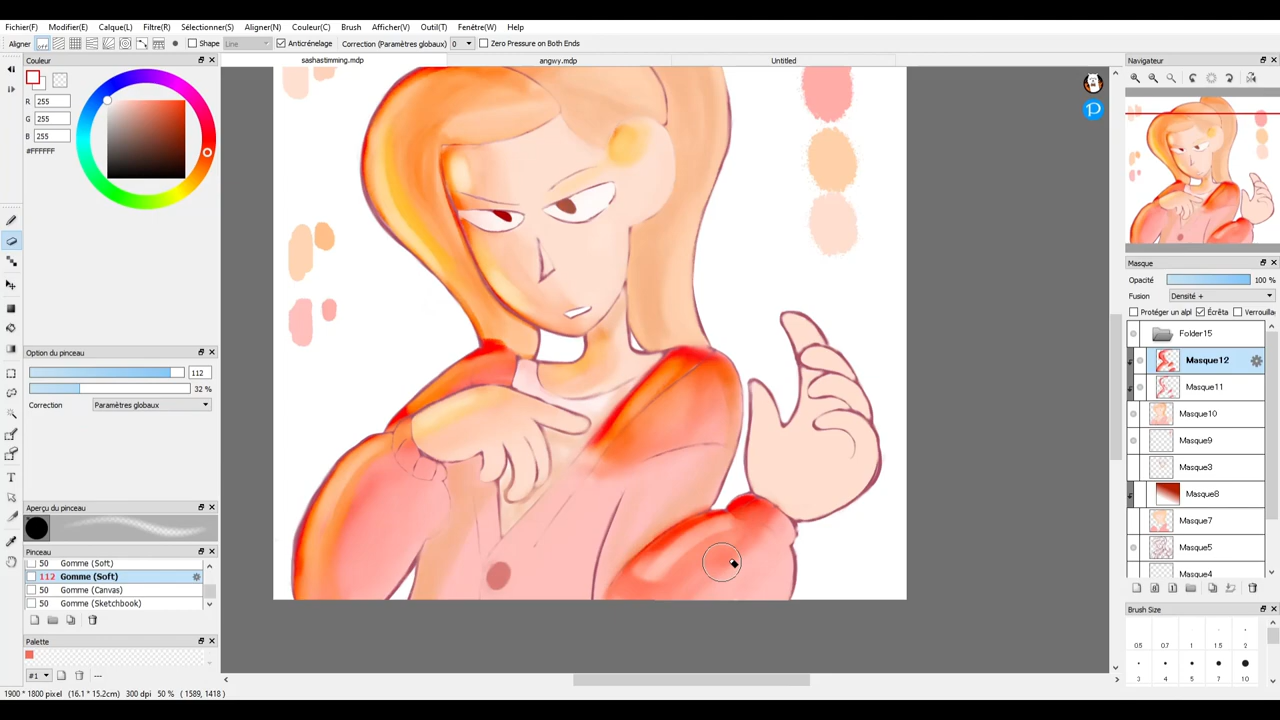 Fichier(F) Modifier(E) Calque(L) Filtre(R) Sélectionner(S) Aligner(N) Couleur(C) Brush Afficher(V) Outil(T) Fenêtre(W) Help
Aligner off Shape Line Anticrénelage Correction (Paramètres globaux) 0 Zero Pressure on Both Ends
Couleur
sashastimming.mdp angwy.mdp Untitled
R 255
G 255
B 255
#FFFFFF
Option du pinceau
112
32 %
Correction Paramètres globaux
Aperçu du pinceau
Pinceau
50 Gomme (Soft)
112 Gomme (Soft)
50 Gomme (Canvas)
50 Gomme (Sketchbook)
Palette
#1 ---
1900 * 1800 pixel (16.1 * 15.2cm) 300 dpi 50 % ( 1589, 1418 )
Navigateur
Masque
Opacité 100 %
Fusion Densité +
Protéger un alpl Écrêta Verrouilla
Folder15
Masque12
Masque11
Masque10
Masque9
Masque3
Masque8
Masque7
Masque5
Masque4
Brush Size
0.5 0.7 1 1.5 2
3 4 5 7 10